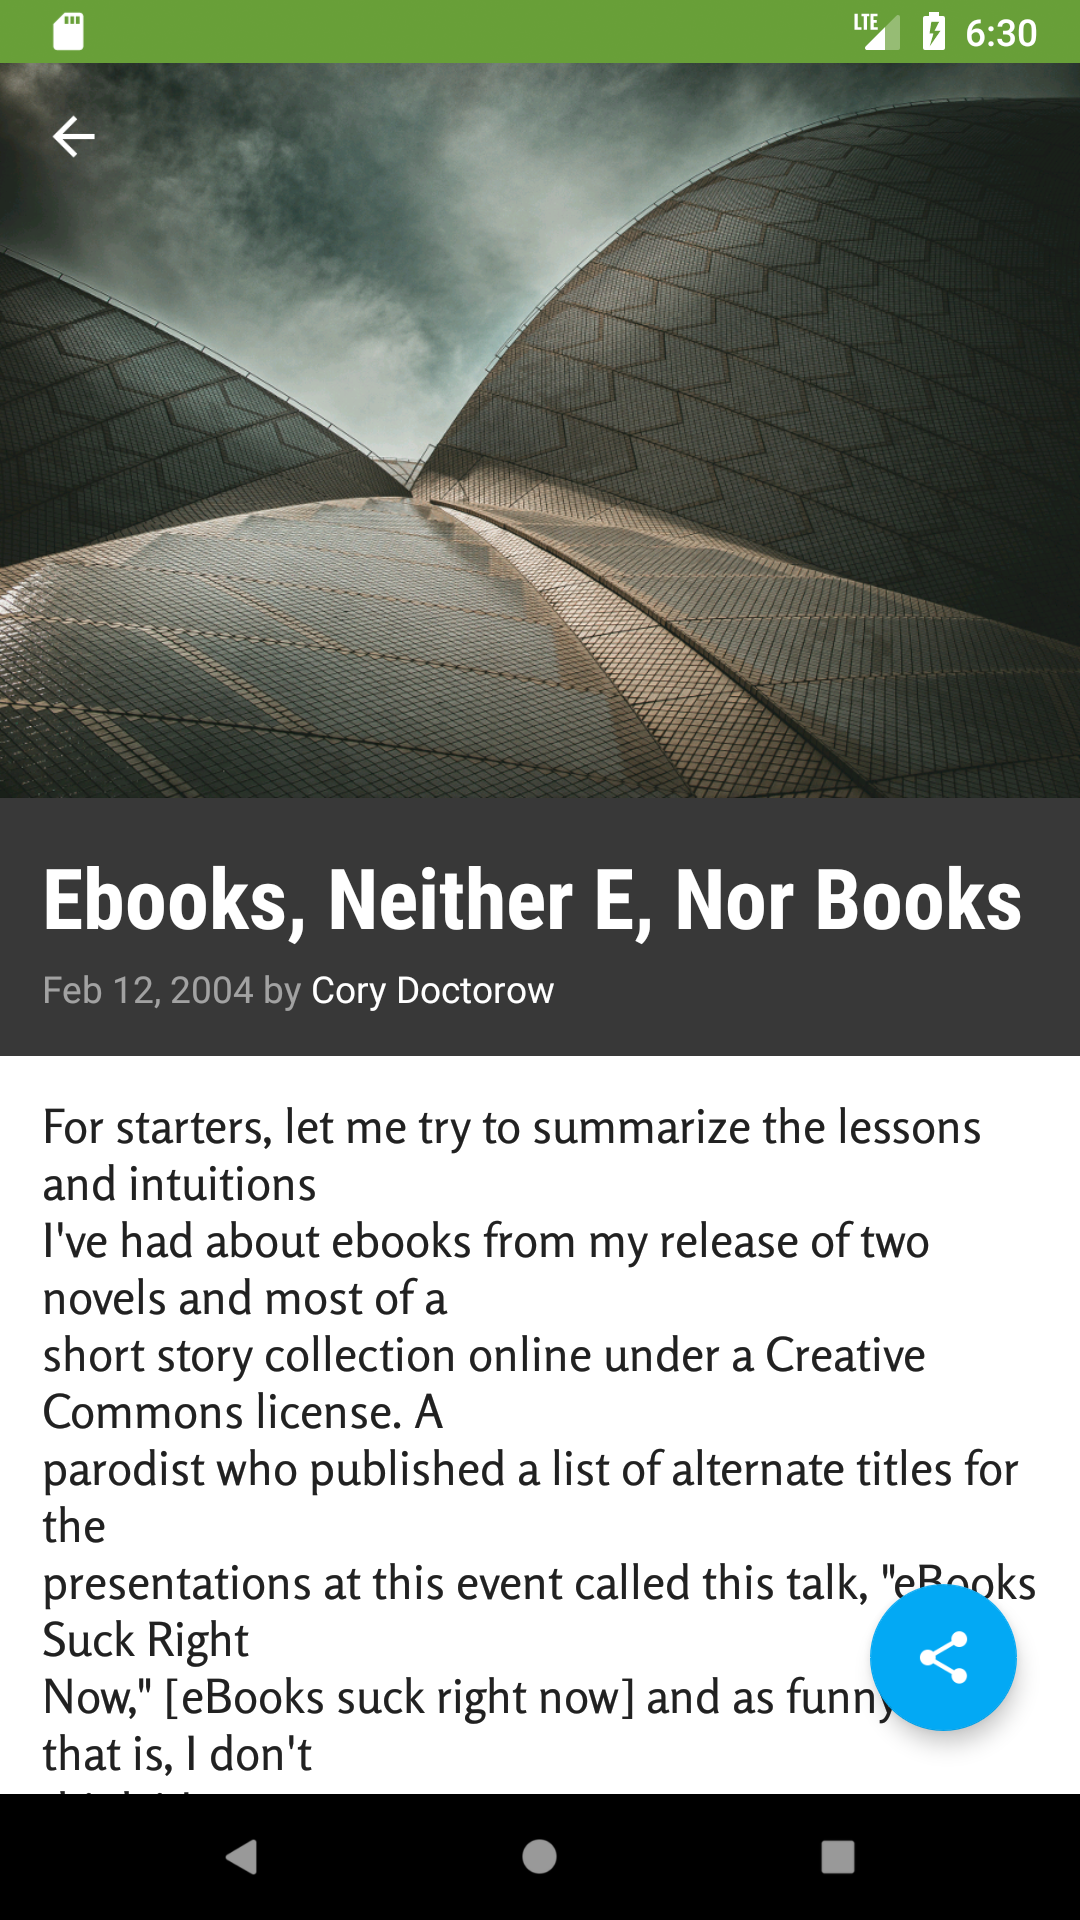 LTE 6:30
Ebooks, Neither E, Nor Books
Feb 12, 2004 by Cory Doctorow
For starters, let me try to summarize the lessons
and intuitions
I've had about ebooks from my release of two
novels and most of a
short story collection online under a Creative
Commons license. A
parodist who published a list of alternate titles for
the
presentations at this event called this talk, "eBooks
Suck Right
Now," [eBooks suck right now] and as funny
that is, I don't